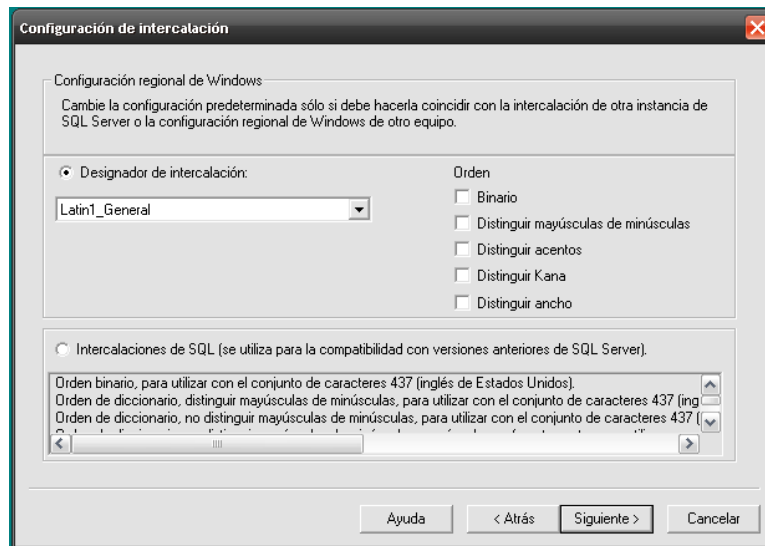 Configuración de intercalación
Configuración regional de Windows
Cambie la configuración predeterminada sólo si debe hacerla coincidir con la intercalación de otra instancia de
SQL Server o la configuración regional de Windows de otro equipo.
Designador de intercalación:
Latin1_General
Orden
Binario
Distinguir mayúsculas de minúsculas
Distinguir acentos
Distinguir Kana
Distinguir ancho
Intercalaciones de SQL (se utiliza para la compatibilidad con versiones anteriores de SQL Server).
Orden binario, para utilizar con el conjunto de caracteres 437 (inglés de Estados Unidos).
Orden de diccionario, distinguir mayúsculas de minúsculas, para utilizar con el conjunto de caracteres 437 (ing
Orden de diccionario, no distinguir mayúsculas de minúsculas, para utilizar con el conjunto de caracteres 437 (
Ayuda
< Atrás
Siguiente >
Cancelar